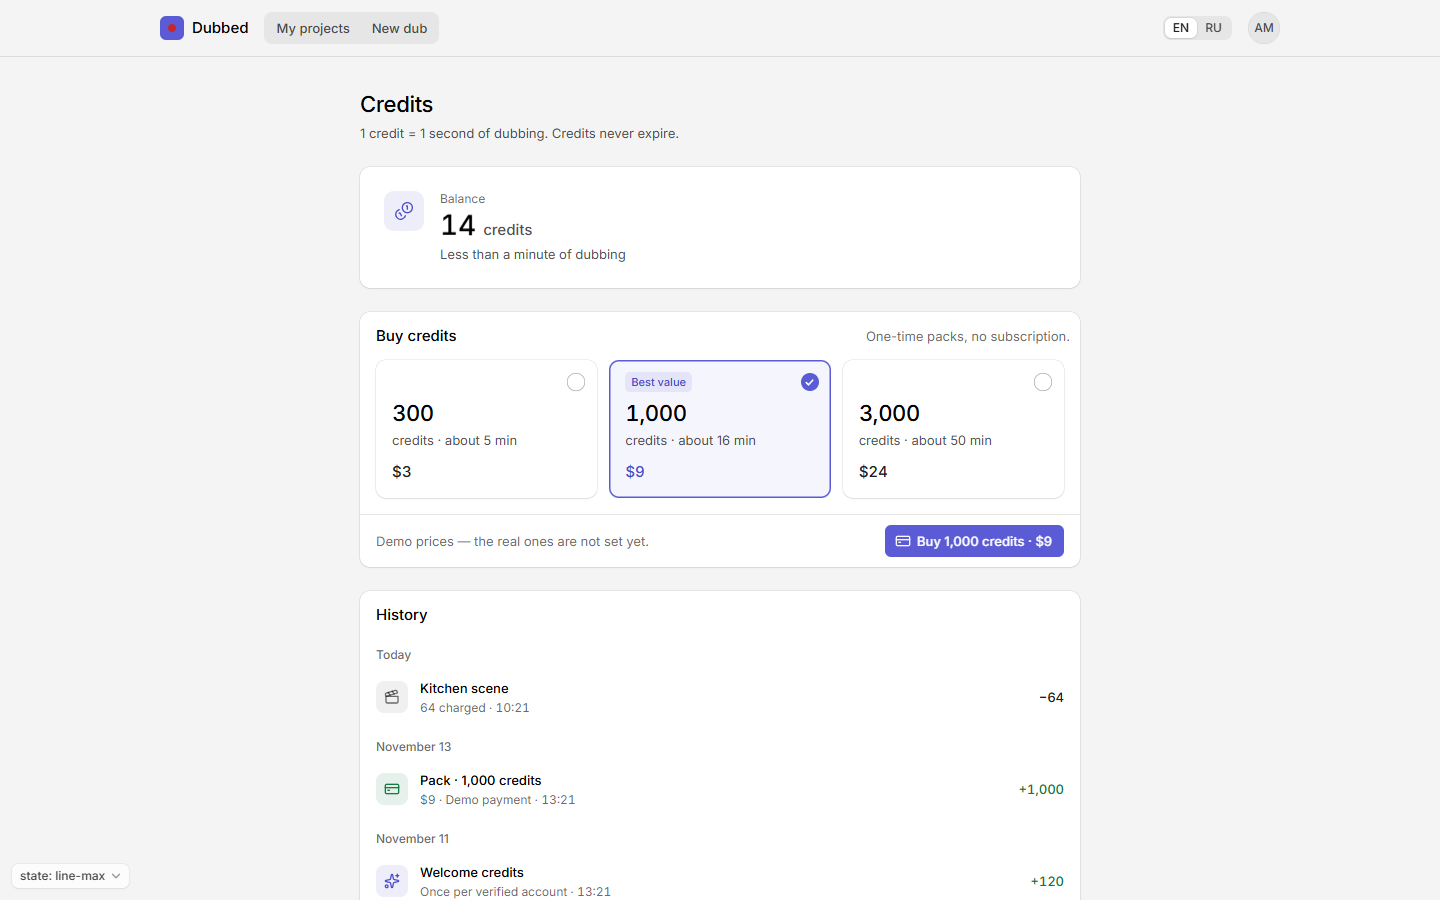 Dubbed
My projects
New dub
EN
RU
AM
Credits
1 credit = 1 second of dubbing. Credits never expire.
Balance
14 credits
Less than a minute of dubbing
Buy credits
One-time packs, no subscription.
300
credits · about 5 min
$3
Best value
1,000
credits · about 16 min
$9
3,000
credits · about 50 min
$24
Demo prices — the real ones are not set yet.
Buy 1,000 credits · $9
History
Today
Kitchen scene
64 charged · 10:21
−64
November 13
Pack · 1,000 credits
$9 · Demo payment · 13:21
+1,000
November 11
Welcome credits
Once per verified account · 13:21
+120
state: line-max